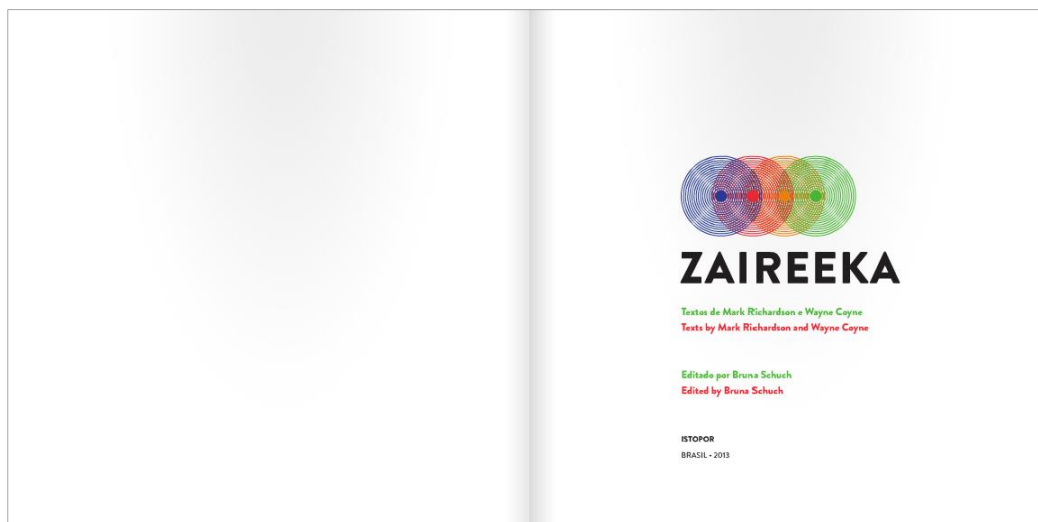 ZAIREEKA
Textos de Mark Richardson e Wayne Coyne
Texts by Mark Richardson and Wayne Coyne
Editado por Bruna Schuch
Edited by Bruna Schuch
ISTOPOR
BRASIL • 2013